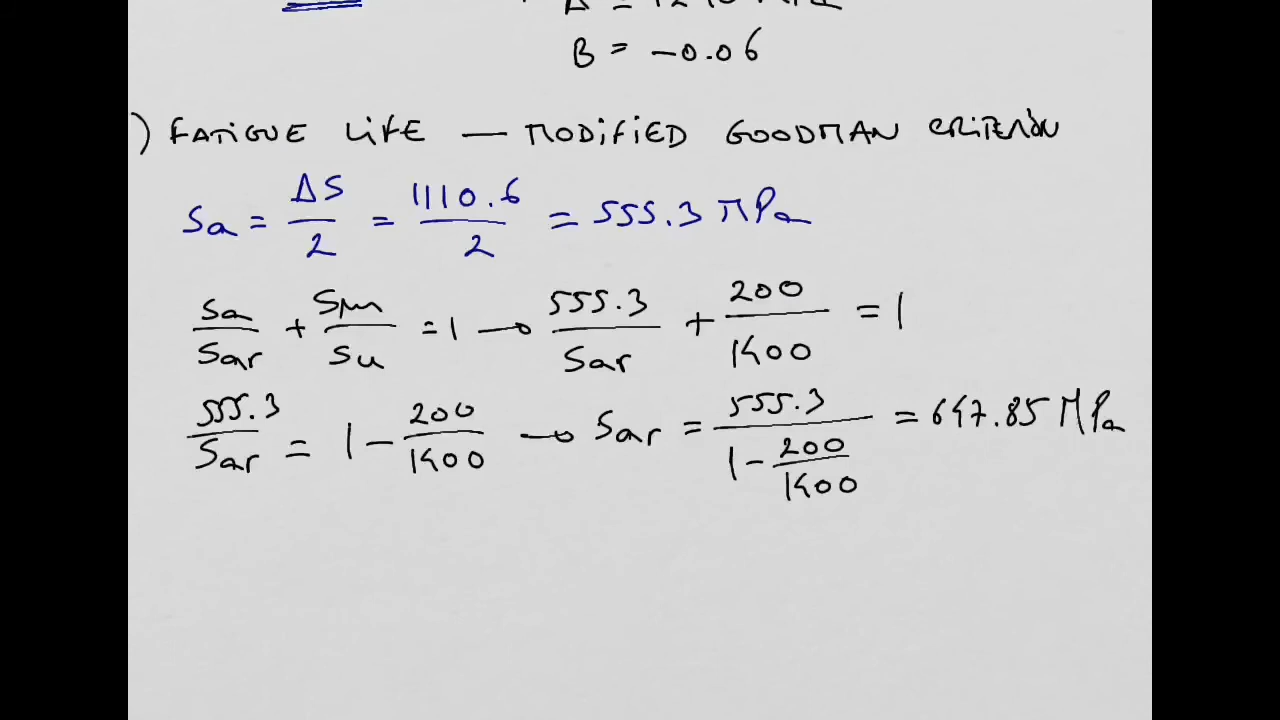 B = -0.06
) FATIGUE LIFE — MODIFIED GOODMAN CRITERION
Sa = ΔS/2 = 1110.6/2 = 555.3 MPa
Sa/Sar + Sm/Su = 1 → 555.3/Sar + 200/1400 = 1
555.3/Sar = 1 - 200/1400 → Sar = 555.3/(1 - 200/1400) = 647.85 MPa